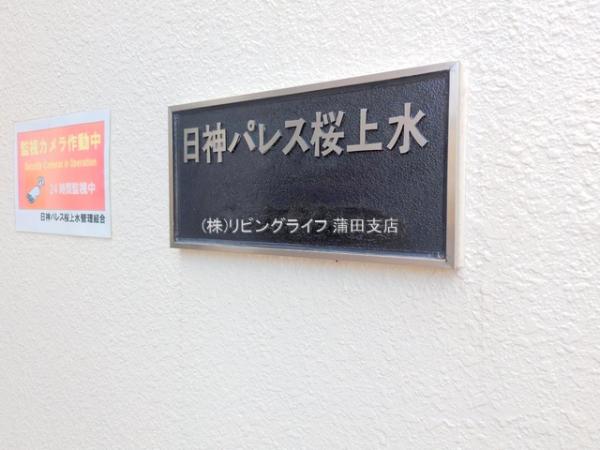 監視カメラ作動中
Security Cameras in Operation
24時間監視中
日神パレス桜上水管理組合
日神パレス桜上水
(株)リビングライフ 蒲田支店